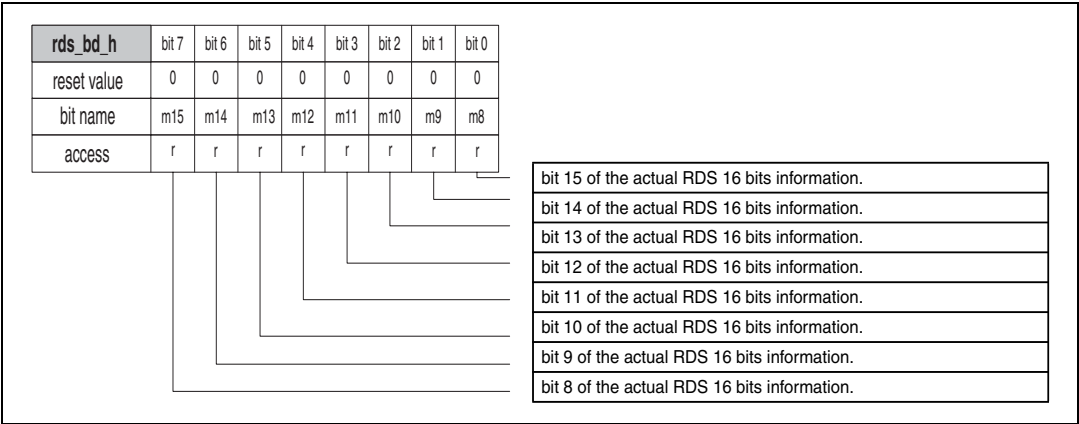 rds_bd_h bit 7 bit 6 bit 5 bit 4 bit 3 bit 2 bit 1 bit 0
reset value 0 0 0 0 0 0 0 0
bit name m15 m14 m13 m12 m11 m10 m9 m8
access r r r r r r r r
bit 15 of the actual RDS 16 bits information.
bit 14 of the actual RDS 16 bits information.
bit 13 of the actual RDS 16 bits information.
bit 12 of the actual RDS 16 bits information.
bit 11 of the actual RDS 16 bits information.
bit 10 of the actual RDS 16 bits information.
bit 9 of the actual RDS 16 bits information.
bit 8 of the actual RDS 16 bits information.